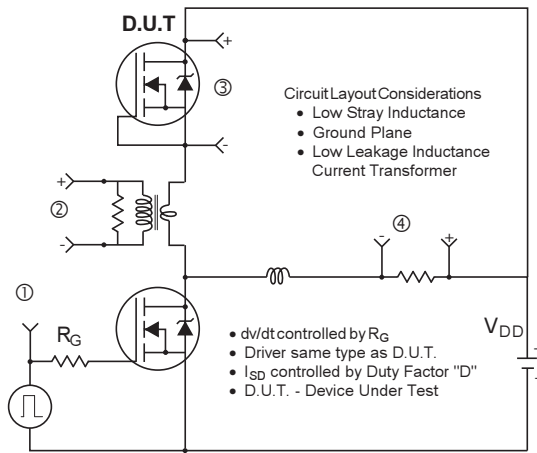 D.U.T
+
③
-
Circuit Layout Considerations
• Low Stray Inductance
• Ground Plane
• Low Leakage Inductance
Current Transformer
+
②
-
④
-
+
①
RG
VDD
• dv/dt controlled by RG
• Driver same type as D.U.T.
• ISD controlled by Duty Factor "D"
• D.U.T. - Device Under Test
+
-